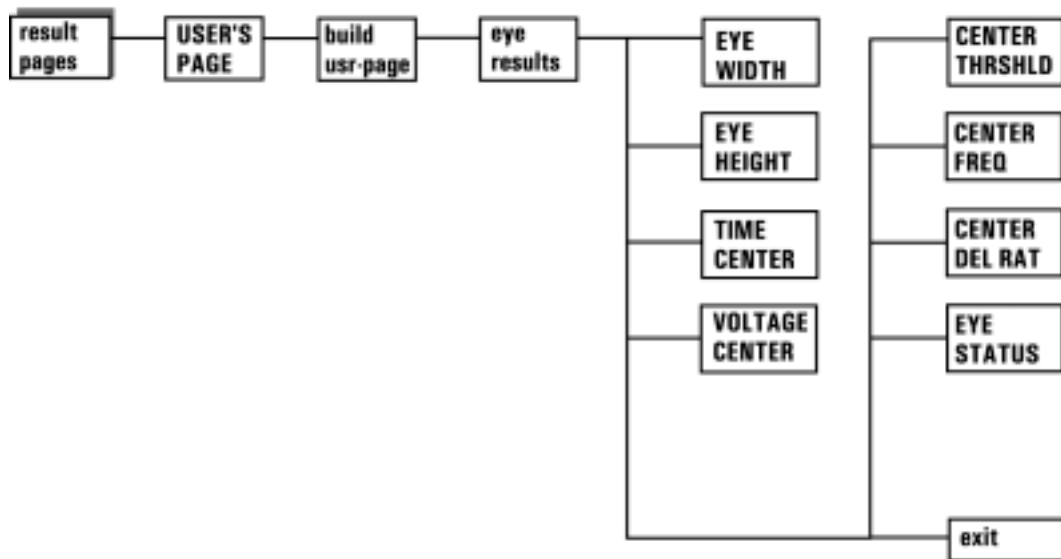 result
pages
USER'S
PAGE
build
usr-page
eye
results
EYE
WIDTH
EYE
HEIGHT
TIME
CENTER
VOLTAGE
CENTER
CENTER
THRSHLD
CENTER
FREQ
CENTER
DEL RAT
EYE
STATUS
exit